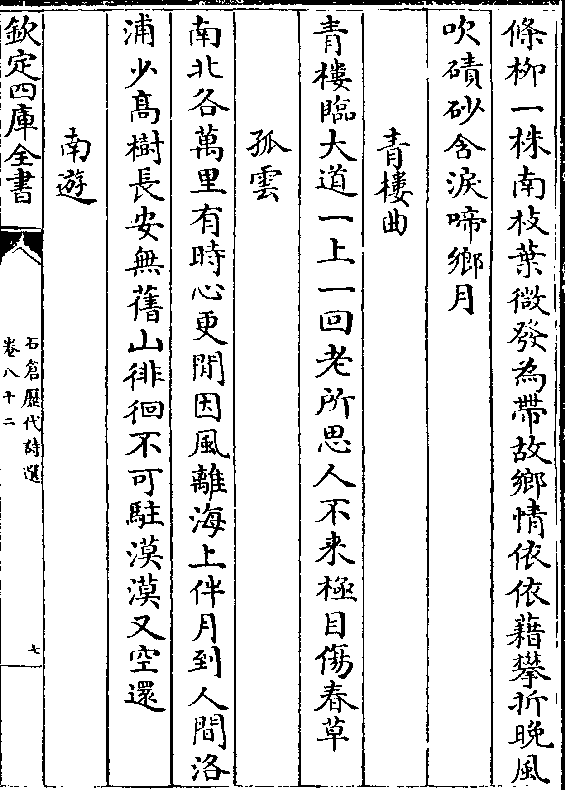 條柳一株南枝葉微發為帶故鄉情依依藉攀折晚風
吹磧砂含淚啼鄉月
青樓曲
青樓臨大道一上一回老所思人不来極目傷春草
孤雲
南北各萬里有時心更閒因風離海上伴月到人間洛
浦少高樹長安無舊山徘徊不可駐漠漠又空還
南遊
欽定四庫全書
石倉歷代詩選
卷八十二
七